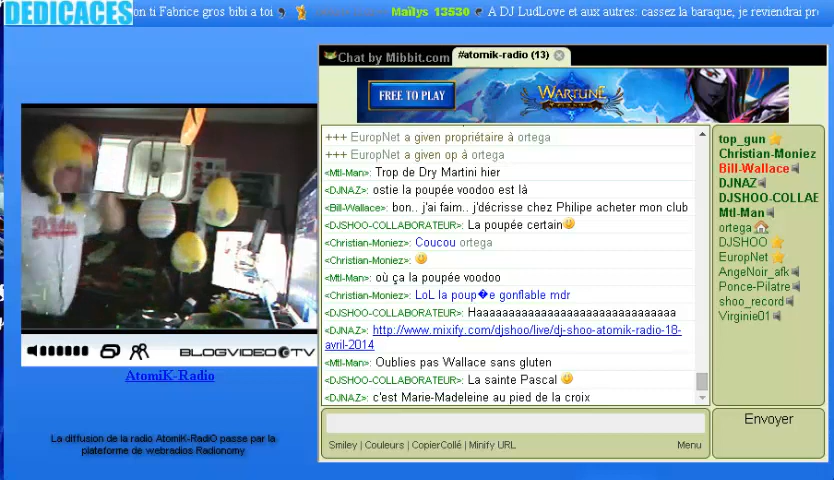 DEDICACES on ti Fabrice gros bibi a toi Maïlys 13530 A DJ LudLove et aux autres: cassez la baraque, je reviendrai pro
Chat by Mibbit.com #atomik-radio (13)
FREE TO PLAY WARTUNE
+++ EuropNet a given propriétaire à ortega
+++ EuropNet a given op à ortega
<Mtl-Man>: Trop de Dry Martini hier
<DJNAZ>: ostie la poupée voodoo est là
<Bill-Wallace>: bon.. j'ai faim.. j'décrisse chez Philipe acheter mon club
<DJSHOO-COLLABORATEUR>: La poupée certain
<Christian-Moniez>: Coucou ortega
<Christian-Moniez>:
<Mtl-Man>: où ça la poupée voodoo
<Christian-Moniez>: LoL la poup�e gonflable mdr
<DJSHOO-COLLABORATEUR>: Haaaaaaaaaaaaaaaaaaaaaaaaaaaaaaa
<DJNAZ>: http://www.mixify.com/djshoo/live/dj-shoo-atomik-radio-18-
avril-2014
<Mtl-Man>: Oublies pas Wallace sans gluten
<DJSHOO-COLLABORATEUR>: La sainte Pascal
<DJNAZ>: c'est Marie-Madeleine au pied de la croix
top_gun
Christian-Moniez
Bill-Wallace
DJNAZ
DJSHOO-COLLAE
Mtl-Man
ortega
DJSHOO
EuropNet
AngeNoir_afk
Ponce-Pilatre
shoo_record
Virginie01
Envoyer
Smiley | Couleurs | CopierCollé | Minify URL Menu
BLOGVIDEO TV
AtomiK-Radio
La diffusion de la radio AtomiK-RadiO passe par la
plateforme de webradios Radionomy